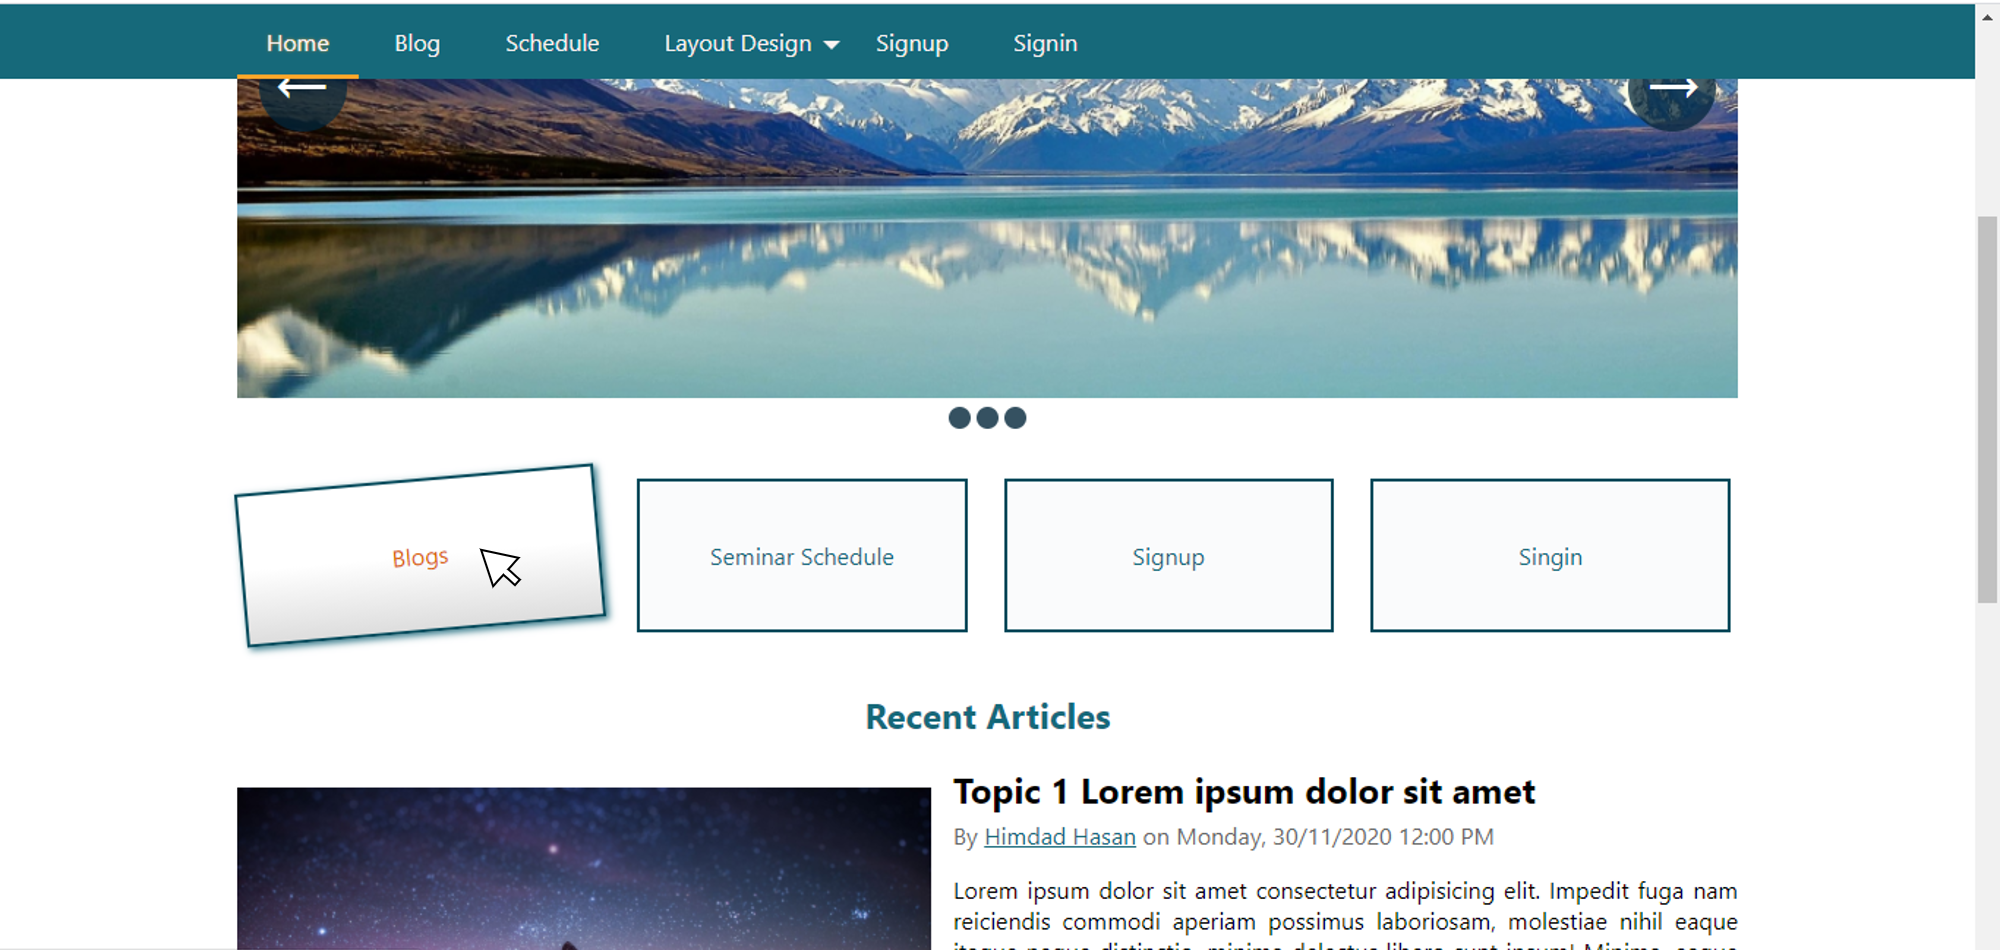 Home Blog Schedule Layout Design Signup Signin
Blogs Seminar Schedule Signup Singin
Recent Articles
Topic 1 Lorem ipsum dolor sit amet
By Himdad Hasan on Monday, 30/11/2020 12:00 PM
Lorem ipsum dolor sit amet consectetur adipisicing elit. Impedit fuga nam
reiciendis commodi aperiam possimus laboriosam, molestiae nihil eaque